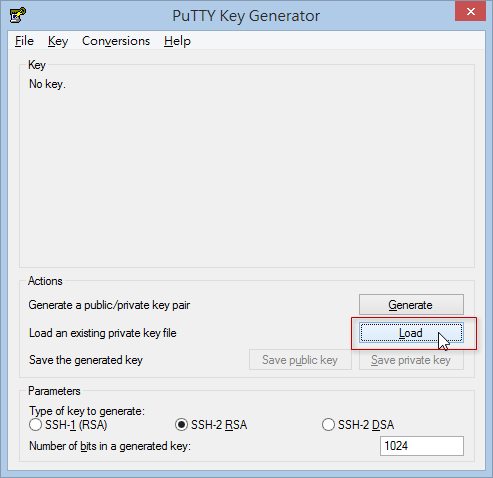 PuTTY Key Generator
File Key Conversions Help
Key
No key.
Actions
Generate a public/private key pair Generate
Load an existing private key file Load
Save the generated key Save public key Save private key
Parameters
Type of key to generate:
SSH-1 (RSA) SSH-2 RSA SSH-2 DSA
Number of bits in a generated key: 1024